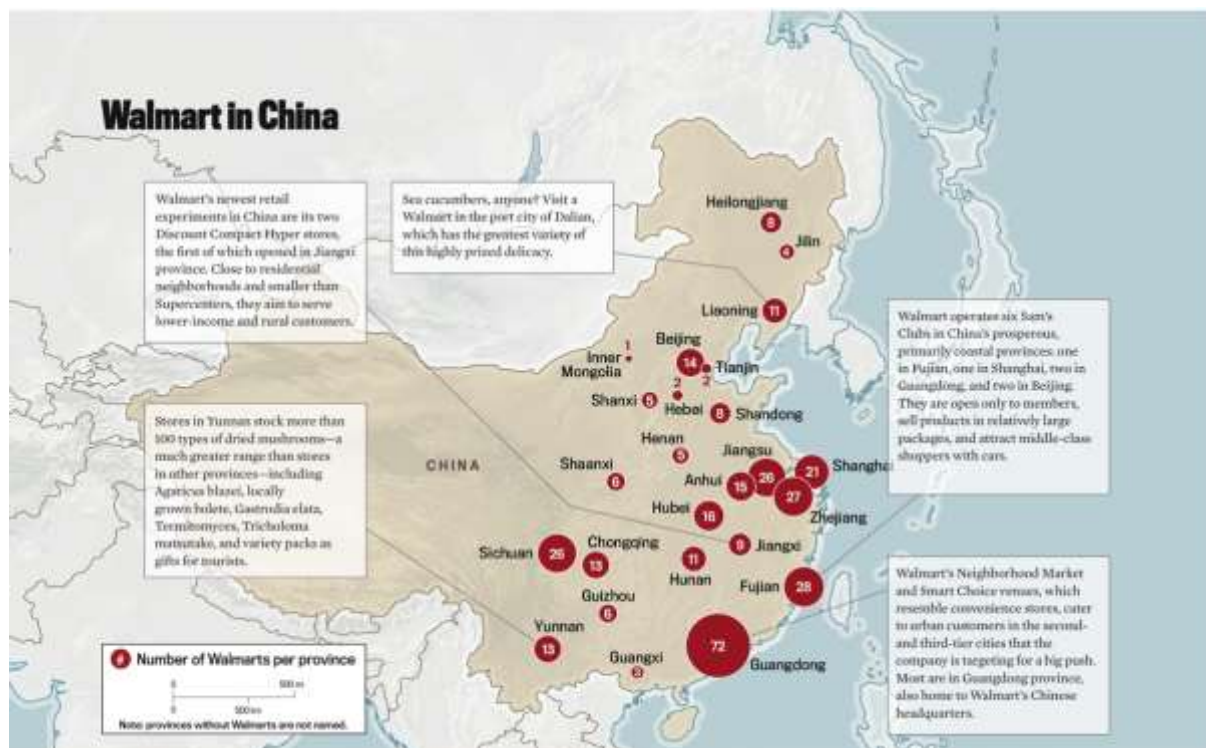 Walmart in China
Walmart's newest retail
experiments in China are its two
Discount Compact Hyper stores,
the first of which opened in Jiangxi
province. Close to residential
neighborhoods and smaller than
Supercenters, they aim to serve
lower-income and rural customers.
Sea cucumbers, anyone? Visit a
Walmart in the port city of Dalian,
which has the greatest variety of
this highly prized delicacy.
Heilongjiang
8
Jilin
4
Liaoning
11
Walmart operates six Sam's
Clubs in China's prosperous,
primarily coastal provinces: one
in Fujian, one in Shanghai, two in
Guangdong, and two in Beijing.
They are open only to members,
sell products in relatively large
packages, and attract middle-class
shoppers with cars.
1
Inner
Mongolia
Beijing
14
Tianjin
2
2
Hebei
Shanxi
5
8
Shandong
Stores in Yunnan stock more than
100 types of dried mushrooms—a
much greater range than stores
in other provinces—including
Agaricus blazei, locally
grown bolete, Gastrodia elata,
Termitomyces, Tricholoma
matsutake, and variety packs as
gifts for tourists.
CHINA
Henan
5
Shaanxi
6
Jiangsu
26
Shanghai
21
Anhui
15
27
Zhejiang
Hubei
16
9
Jiangxi
Sichuan
26
Chongqing
13
11
Hunan
Fujian
28
Guizhou
6
Yunnan
13
Guangxi
72
Guangdong
Walmart's Neighborhood Market
and Smart Choice venues, which
resemble convenience stores, cater
to urban customers in the second-
and third-tier cities that the
company is targeting for a big push.
Most are in Guangdong province,
also home to Walmart's Chinese
headquarters.
# Number of Walmarts per province
0 500 mi
0 500 km
Note: provinces without Walmarts are not named.